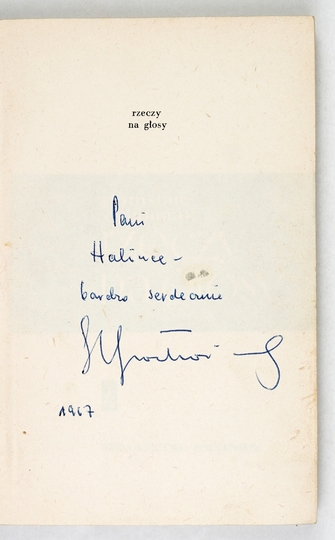 rzeczy
na głosy
Pani
Halince –
bardzo serdecznie
1967